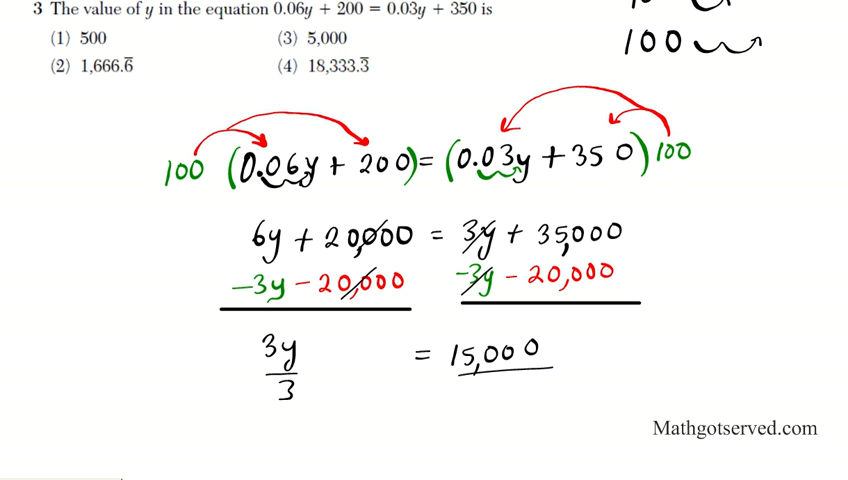 3 The value of y in the equation 0.06y + 200 = 0.03y + 350 is
(1) 500 (3) 5,000
(2) 1,666.6̅ (4) 18,333.3̅
100
100 (0.06y + 200) = (0.03y + 350) 100
6y + 20,000 = 3y + 35,000
-3y - 20,000 -3y - 20,000
3y = 15,000
3
Mathgotserved.com